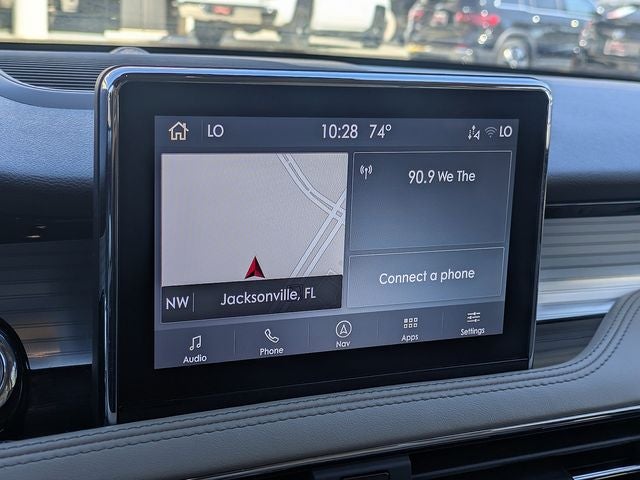 LO 10:28 74° LO
90.9 We The
Connect a phone
NW Jacksonville, FL
Audio Phone Nav Apps Settings